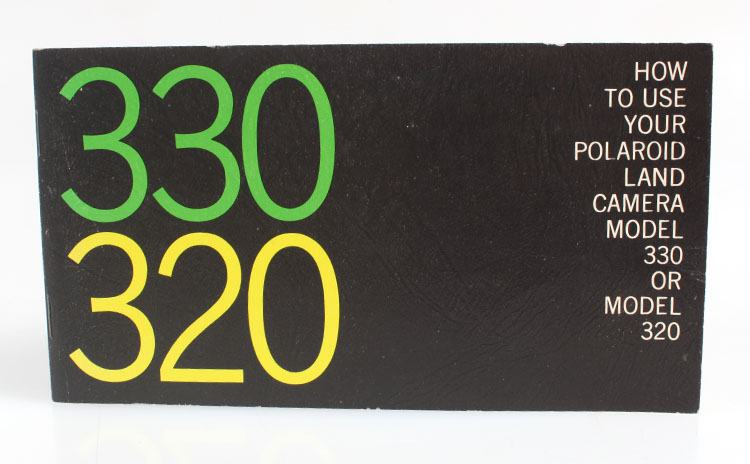 330
320
HOW
TO USE
YOUR
POLAROID
LAND
CAMERA
MODEL
330
OR
MODEL
320